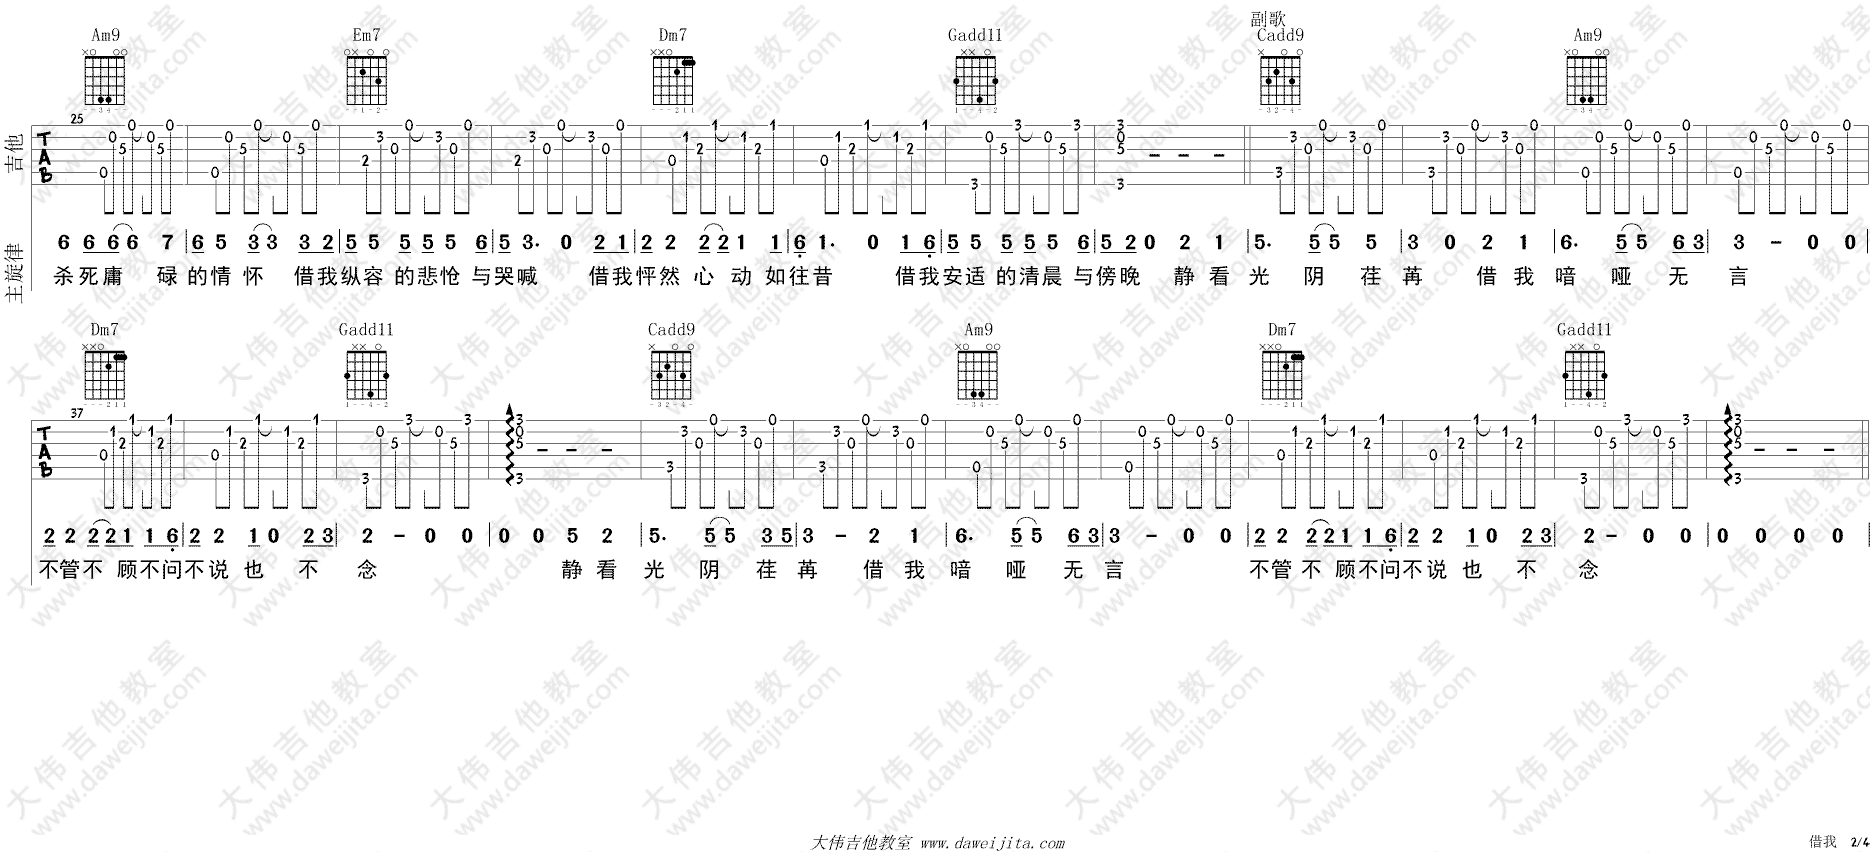 副歌
Am9 Em7 Dm7 Gadd11 Cadd9 Am9
吉他
25
TAB
主旋律
6 6 6 6 7 6 5 3 3 3 2 5 5 5 5 5 6 5 3. 0 2 1 2 2 2 2 1 1 6 1. 0 1 6 5 5 5 5 5 6 5 2 0 2 1 5. 5 5 5 3 0 2 1 6. 5 5 6 3 3 - 0 0
杀死庸 碌的情怀 借我纵容的悲怆与哭喊 借我怦然心动如往昔 借我安适的清晨与傍晚 静看光阴荏苒 借我喑哑无言
Dm7 Gadd11 Cadd9 Am9 Dm7 Gadd11
37
TAB
2 2 2 2 1 1 6 2 2 1 0 2 3 2 - 0 0 0 0 5 2 5. 5 5 3 5 3 - 2 1 6. 5 5 6 3 3 - 0 0 2 2 2 2 1 1 6 2 2 1 0 2 3 2 - 0 0 0 0 0 0
不管不 顾不问不说也不念 静看光阴荏苒 借我喑哑无言 不管不 顾不问不说也不念
大伟吉他教室 www.daweijita.com
借我 2/4